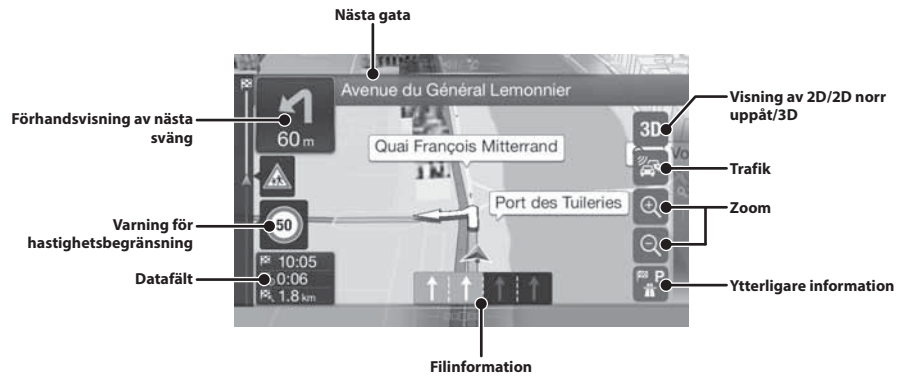 Nästa gata
Avenue du Général Lemonnier
Förhandsvisning av nästa
sväng
60 m
3D
Visning av 2D/2D norr
uppåt/3D
Quai François Mitterrand
Vo
Trafik
Port des Tuileries
Zoom
Varning för
hastighetsbegränsning
50
Datafält
10:05
0:06
1.8 km
P
Ytterligare information
Filinformation